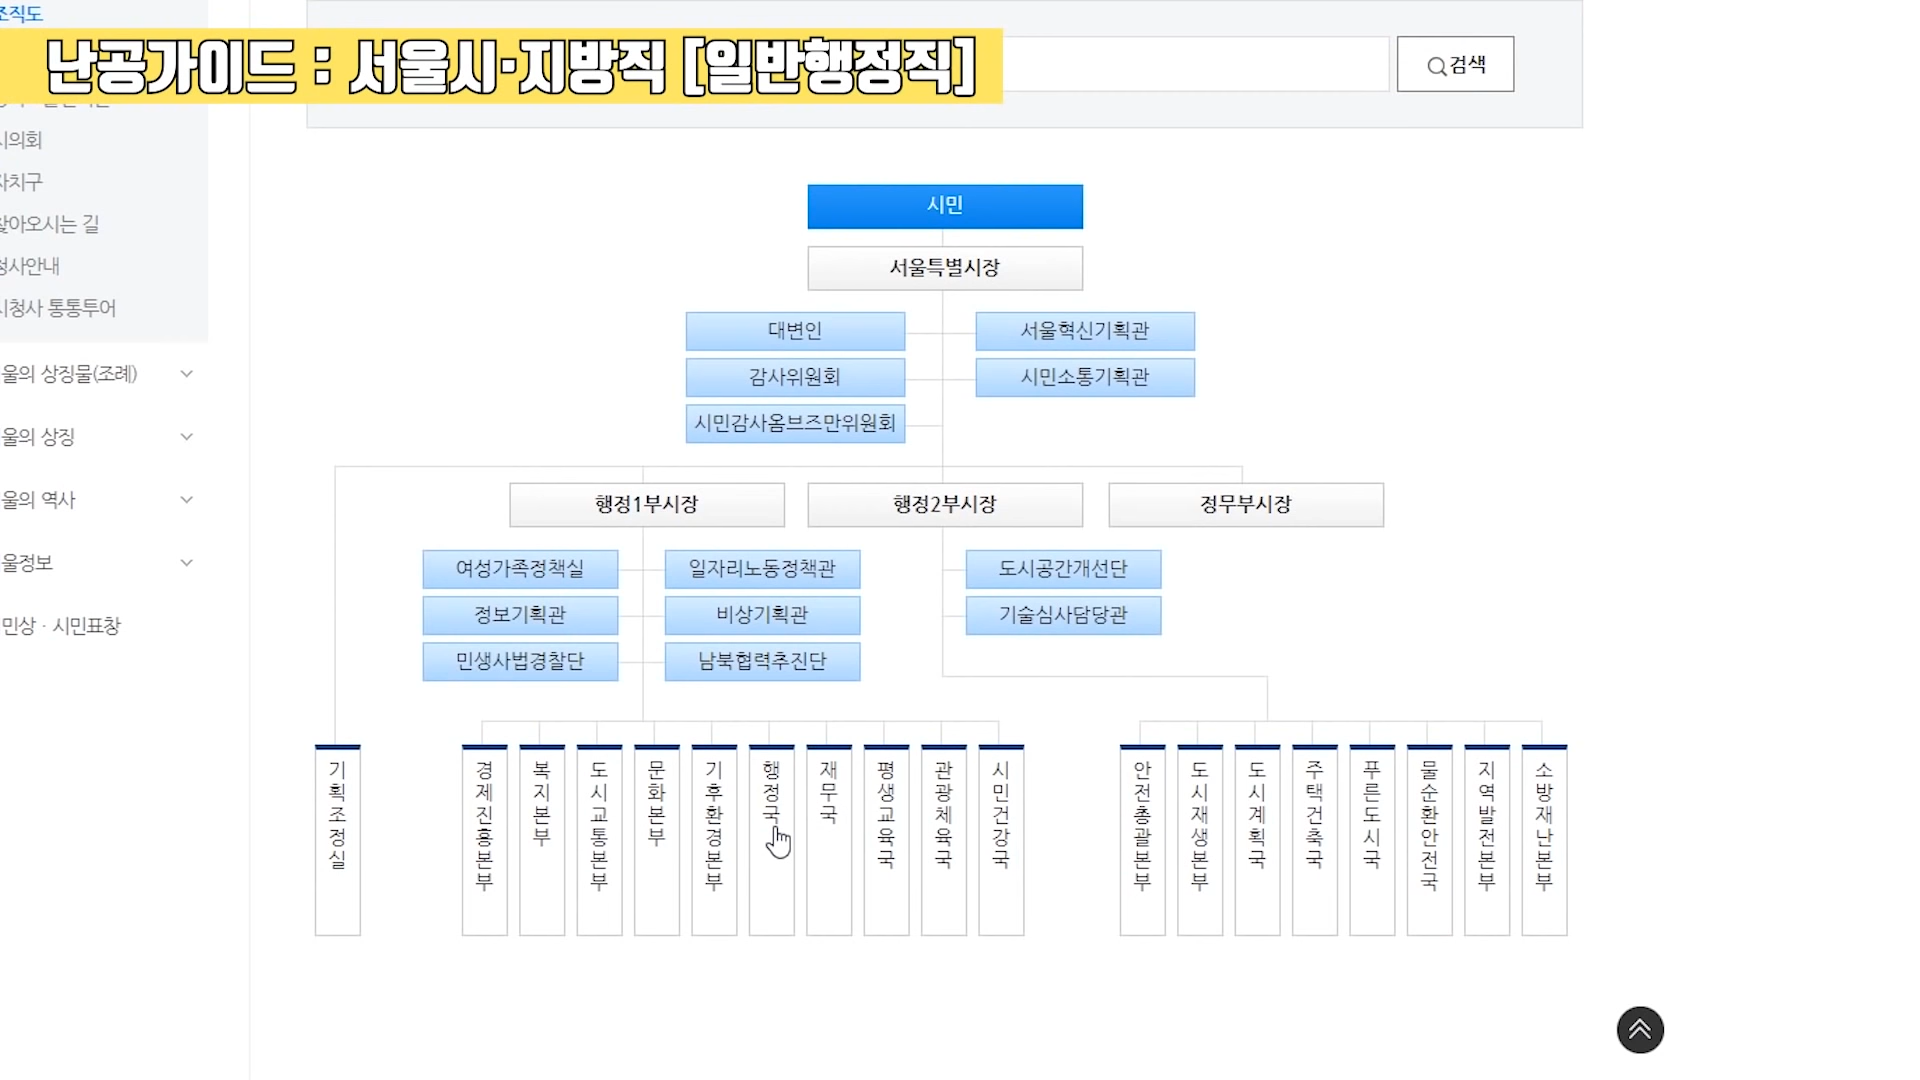 조직도
난공가이드 : 서울시·지방직 [일반행정직]
검색
시의회
자치구
찾아오시는 길
청사안내
시청사 통통투어
울의 상징물(조례)
울의 상징
울의 역사
울정보
민상 · 시민표창
시민
서울특별시장
대변인
서울혁신기획관
감사위원회
시민소통기획관
시민감사옴브즈만위원회
행정1부시장
행정2부시장
정무부시장
여성가족정책실
일자리노동정책관
도시공간개선단
정보기획관
비상기획관
기술심사담당관
민생사법경찰단
남북협력추진단
기획조정실
경제진흥본부
복지본부
도시교통본부
문화본부
기후환경본부
행정국
재무국
평생교육국
관광체육국
시민건강국
안전총괄본부
도시재생본부
도시계획국
주택건축국
푸른도시국
물순환안전국
지역발전본부
소방재난본부